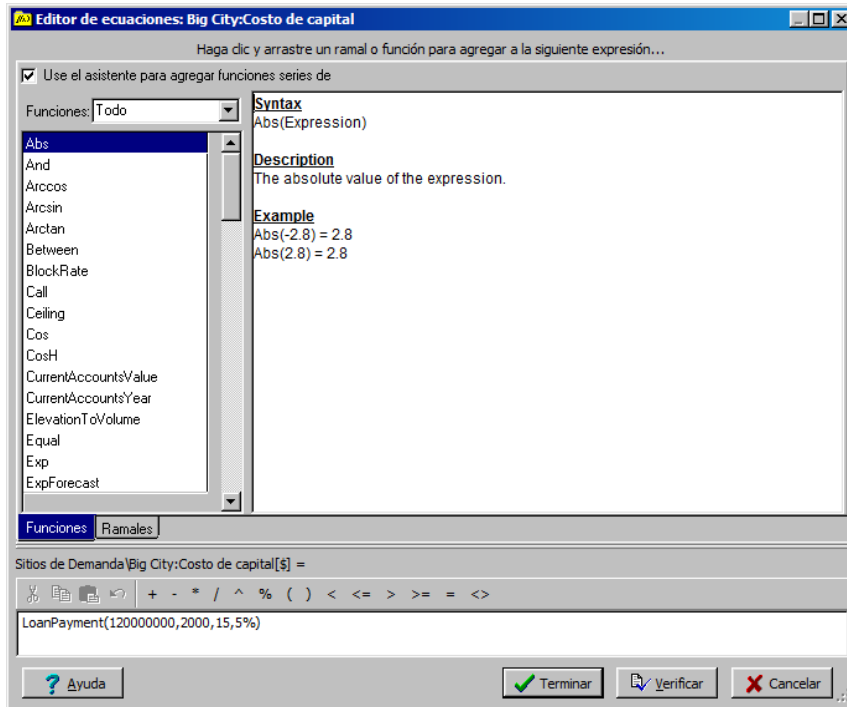 Editor de ecuaciones: Big City:Costo de capital
Haga clic y arrastre un ramal o función para agregar a la siguiente expresión...
Use el asistente para agregar funciones series de
Funciones: Todo
Abs
And
Arccos
Arcsin
Arctan
Between
BlockRate
Call
Ceiling
Cos
CosH
CurrentAccountsValue
CurrentAccountsYear
ElevationToVolume
Equal
Exp
ExpForecast
Syntax
Abs(Expression)
Description
The absolute value of the expression.
Example
Abs(-2.8) = 2.8
Abs(2.8) = 2.8
Funciones Ramales
Sitios de Demanda\Big City:Costo de capital[$] =
+ - * / ^ % ( ) < <= > >= = <>
LoanPayment(120000000,2000,15,5%)
? Ayuda Terminar Verificar Cancelar